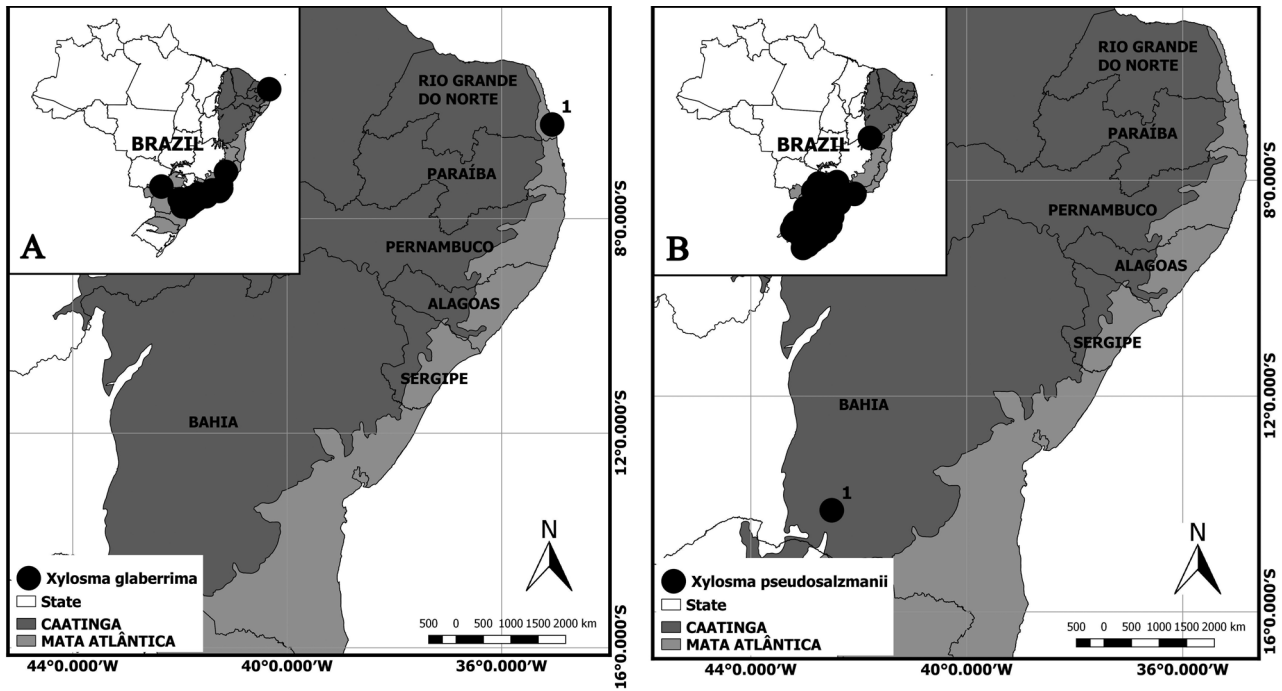 BRAZIL
A
RIO GRANDE
DO NORTE
1
PARAÍBA
PERNAMBUCO
ALAGOAS
SERGIPE
BAHIA
8°0.000'S
12°0.000'S
16°0.000'S
N
Xylosma glaberrima
State
CAATINGA
MATA ATLÂNTICA
500 0 500 1000 1500 2000 km
44°0.000'W 40°0.000'W 36°0.000'W
BRAZIL
B
RIO GRANDE
DO NORTE
PARAÍBA
PERNAMBUCO
ALAGOAS
SERGIPE
BAHIA
1
8°0.000'S
12°0.000'S
16°0.000'S
N
Xylosma pseudosalzmanii
State
CAATINGA
MATA ATLÂNTICA
500 0 500 1000 1500 2000 km
44°0.000'W 40°0.000'W 36°0.000'W